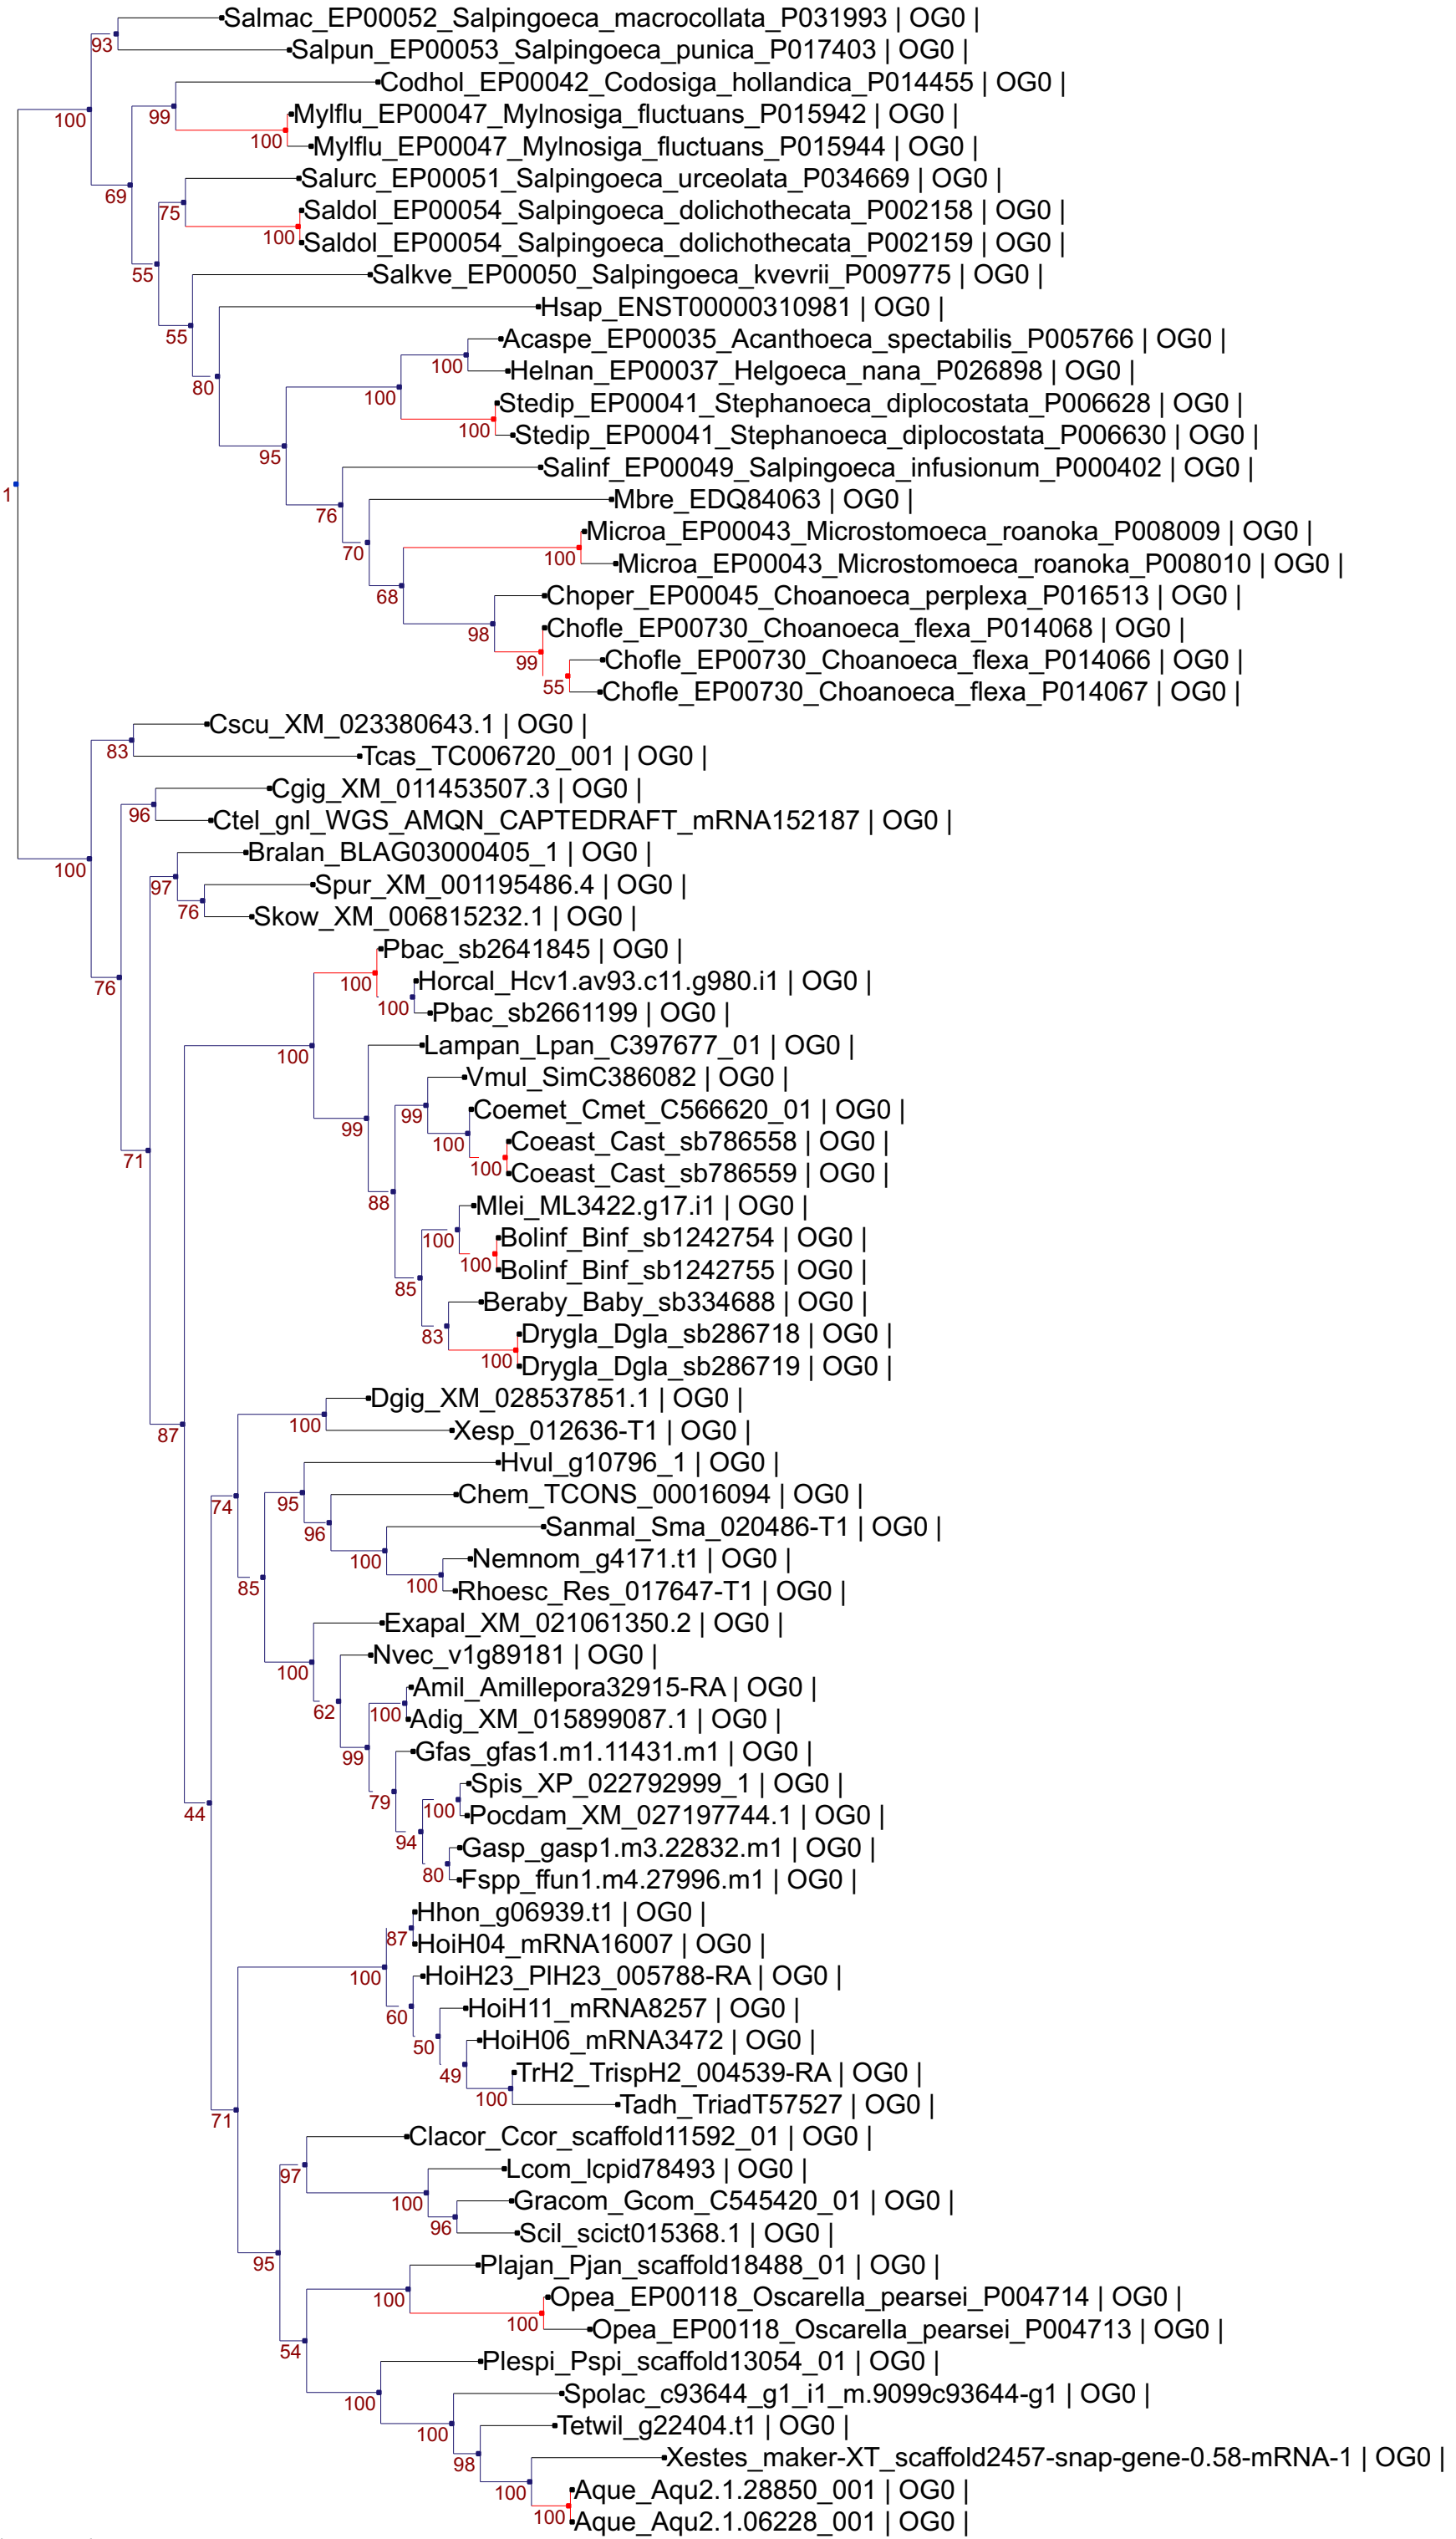 Salmac_EP00052_Salpingoeca_macrocollata_P031993 | OG0 |
93
Salpun_EP00053_Salpingoeca_punica_P017403 | OG0 |
Codhol_EP00042_Codosiga_hollandica_P014455 | OG0 |
100
99
Mylflu_EP00047_Mylnosiga_fluctuans_P015942 | OG0 |
100
Mylflu_EP00047_Mylnosiga_fluctuans_P015944 | OG0 |
Salurc_EP00051_Salpingoeca_urceolata_P034669 | OG0 |
69
75
Saldol_EP00054_Salpingoeca_dolichothecata_P002158 | OG0 |
100
Saldol_EP00054_Salpingoeca_dolichothecata_P002159 | OG0 |
55
Salkve_EP00050_Salpingoeca_kvevrii_P009775 | OG0 |
Hsap_ENST00000310981 | OG0 |
55
Acaspe_EP00035_Acanthoeca_spectabilis_P005766 | OG0 |
100
Helnan_EP00037_Helgoeca_nana_P026898 | OG0 |
80
100
Stedip_EP00041_Stephanoeca_diplocostata_P006628 | OG0 |
100
Stedip_EP00041_Stephanoeca_diplocostata_P006630 | OG0 |
95
Salinf_EP00049_Salpingoeca_infusionum_P000402 | OG0 |
1
Mbre_EDQ84063 | OG0 |
76
Microa_EP00043_Microstomoeca_roanoka_P008009 | OG0 |
70
100
Microa_EP00043_Microstomoeca_roanoka_P008010 | OG0 |
68
Choper_EP00045_Choanoeca_perplexa_P016513 | OG0 |
98
Chofle_EP00730_Choanoeca_flexa_P014068 | OG0 |
99
Chofle_EP00730_Choanoeca_flexa_P014066 | OG0 |
55
Chofle_EP00730_Choanoeca_flexa_P014067 | OG0 |
Cscu_XM_023380643.1 | OG0 |
83
Tcas_TC006720_001 | OG0 |
Cgig_XM_011453507.3 | OG0 |
96
Ctel_gnl_WGS_AMQN_CAPTEDRAFT_mRNA152187 | OG0 |
100
Bralan_BLAG03000405_1 | OG0 |
97
Spur_XM_001195486.4 | OG0 |
76
Skow_XM_006815232.1 | OG0 |
Pbac_sb2641845 | OG0 |
76
100
Horcal_Hcv1.av93.c11.g980.i1 | OG0 |
100
Pbac_sb2661199 | OG0 |
100
Lampan_Lpan_C397677_01 | OG0 |
Vmul_SimC386082 | OG0 |
99
99
Coemet_Cmet_C566620_01 | OG0 |
100
Coeast_Cast_sb786558 | OG0 |
71
100
Coeast_Cast_sb786559 | OG0 |
88
Mlei_ML3422.g17.i1 | OG0 |
100
Bolinf_Binf_sb1242754 | OG0 |
100
Bolinf_Binf_sb1242755 | OG0 |
85
Beraby_Baby_sb334688 | OG0 |
83
Drygla_Dgla_sb286718 | OG0 |
100
Drygla_Dgla_sb286719 | OG0 |
Dgig_XM_028537851.1 | OG0 |
87
100
Xesp_012636-T1 | OG0 |
Hvul_g10796_1 | OG0 |
74
95
Chem_TCONS_00016094 | OG0 |
96
Sanmal_Sma_020486-T1 | OG0 |
100
Nemnom_g4171.t1 | OG0 |
85
100
Rhoesc_Res_017647-T1 | OG0 |
Exapal_XM_021061350.2 | OG0 |
100
Nvec_v1g89181 | OG0 |
62
Amil_Amillepora32915-RA | OG0 |
100
Adig_XM_015899087.1 | OG0 |
99
Gfas_gfas1.m1.11431.m1 | OG0 |
79
Spis_XP_022792999_1 | OG0 |
44
100
Pocdam_XM_027197744.1 | OG0 |
94
Gasp_gasp1.m3.22832.m1 | OG0 |
80
Fspp_ffun1.m4.27996.m1 | OG0 |
Hhon_g06939.t1 | OG0 |
87
HoiH04_mRNA16007 | OG0 |
100
HoiH23_PlH23_005788-RA | OG0 |
60
HoiH11_mRNA8257 | OG0 |
50
HoiH06_mRNA3472 | OG0 |
49
TrH2_TrispH2_004539-RA | OG0 |
100
Tadh_TriadT57527 | OG0 |
71
Clacor_Ccor_scaffold11592_01 | OG0 |
97
Lcom_lcpid78493 | OG0 |
100
Gracom_Gcom_C545420_01 | OG0 |
96
Scil_scict015368.1 | OG0 |
95
Plajan_Pjan_scaffold18488_01 | OG0 |
100
Opea_EP00118_Oscarella_pearsei_P004714 | OG0 |
100
Opea_EP00118_Oscarella_pearsei_P004713 | OG0 |
54
Plespi_Pspi_scaffold13054_01 | OG0 |
100
Spolac_c93644_g1_i1_m.9099c93644-g1 | OG0 |
100
Tetwil_g22404.t1 | OG0 |
98
Xestes_maker-XT_scaffold2457-snap-gene-0.58-mRNA-1 | OG0 |
100
Aque_Aqu2.1.28850_001 | OG0 |
100
Aque_Aqu2.1.06228_001 | OG0 |